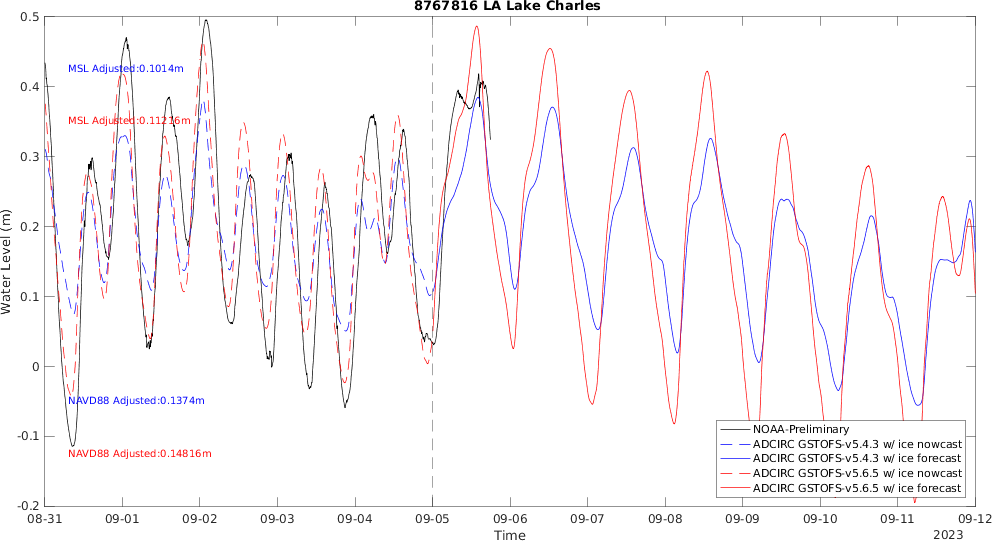 8767816 LA Lake Charles
0.5
0.4
0.3
0.2
0.1
0
-0.1
-0.2
Water Level (m)
MSL Adjusted:0.1014m
MSL Adjusted:0.11216m
NAVD88 Adjusted:0.1374m
NAVD88 Adjusted:0.14816m
NOAA-Preliminary
ADCIRC GSTOFS-v5.4.3 w/ ice nowcast
ADCIRC GSTOFS-v5.4.3 w/ ice forecast
ADCIRC GSTOFS-v5.6.5 w/ ice nowcast
ADCIRC GSTOFS-v5.6.5 w/ ice forecast
08-31 09-01 09-02 09-03 09-04 09-05 09-06 09-07 09-08 09-09 09-10 09-11 09-12
Time
2023